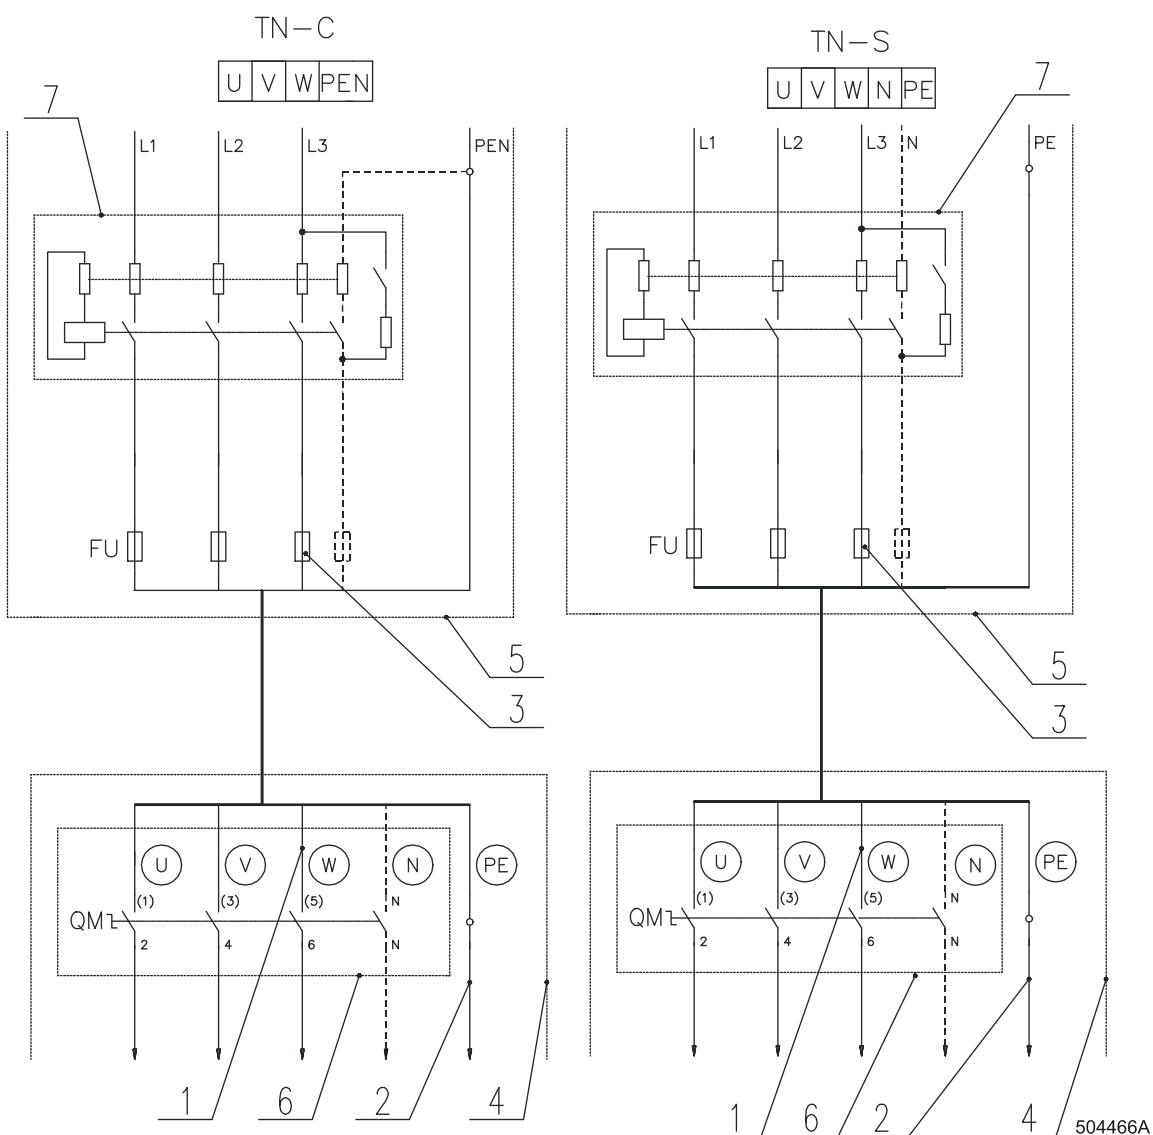 TN-C
TN-S
U V W PEN
U V W N PE
7
7
L1 L2 L3 PEN
L1 L2 L3 N PE
FU
FU
5
5
3
3
U V W N PE
U V W N PE
(1) (3) (5) N
(1) (3) (5) N
QM
QM
2 4 6 N
2 4 6 N
1 6 2 4
1 6 2 4
504466A